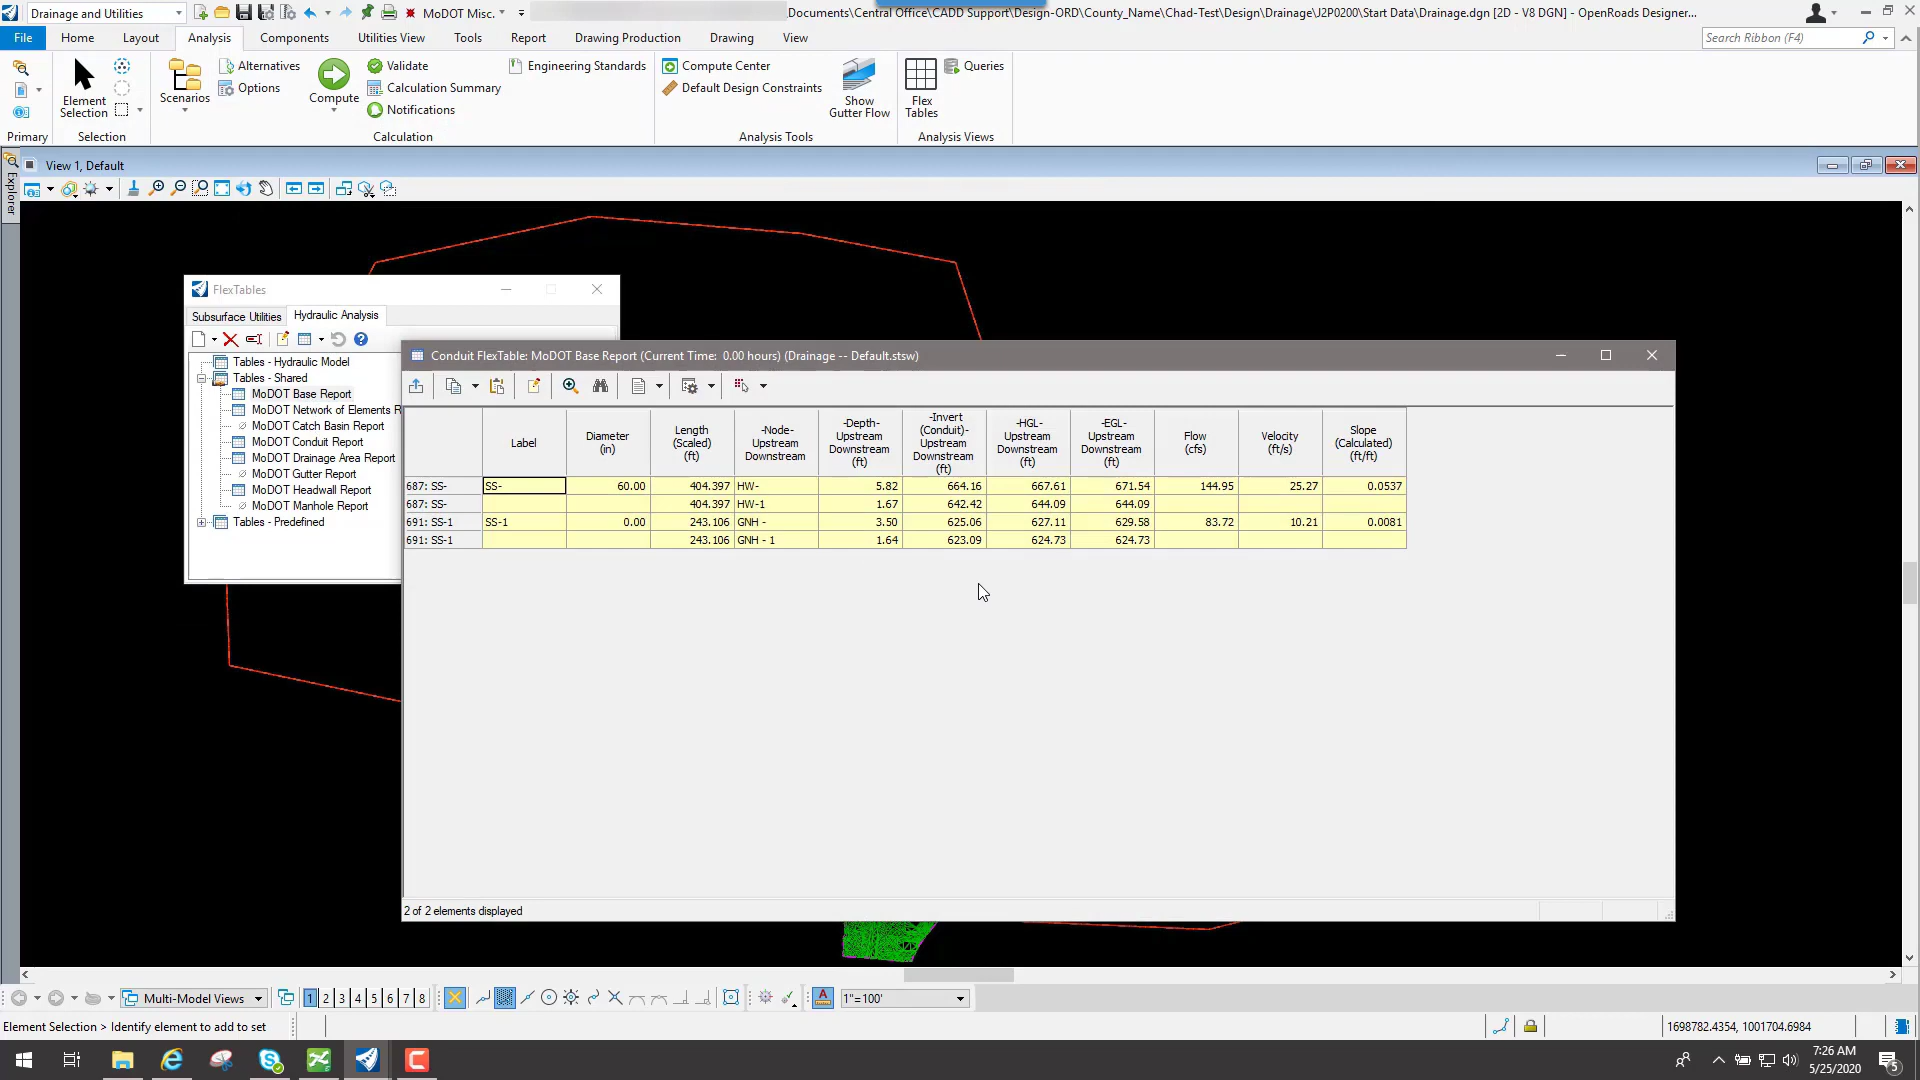 Drainage and Utilities
MoDOT Misc.
Documents\Central Office\CADD Support\Design-ORD\County_Name\Chad-Test\Design\Drainage\J2P0200\Start Data\Drainage.dgn [2D - V8 DGN] - OpenRoads Designer...
File Home Layout Analysis Components Utilities View Tools Report Drawing Production Drawing View
Search Ribbon (F4)
Element Selection
Scenarios
Alternatives
Options
Compute
Validate
Calculation Summary
Notifications
Engineering Standards
Compute Center
Default Design Constraints
Show Gutter Flow
Flex Tables
Queries
Primary Selection Calculation Analysis Tools Analysis Views
Explorer
View 1, Default
FlexTables
Subsurface Utilities Hydraulic Analysis
Tables - Hydraulic Model
Tables - Shared
MoDOT Base Report
MoDOT Network of Elements R
MoDOT Catch Basin Report
MoDOT Conduit Report
MoDOT Drainage Area Report
MoDOT Gutter Report
MoDOT Headwall Report
MoDOT Manhole Report
Tables - Predefined
Conduit FlexTable: MoDOT Base Report (Current Time: 0.00 hours) (Drainage -- Default.stsw)
Label
Diameter (in)
Length (Scaled) (ft)
-Node- Upstream Downstream
-Depth- Upstream Downstream (ft)
-Invert (Conduit)- Upstream Downstream (ft)
-HGL- Upstream Downstream (ft)
-EGL- Upstream Downstream (ft)
Flow (cfs)
Velocity (ft/s)
Slope (Calculated) (ft/ft)
687: SS- SS- 60.00 404.397 HW- 5.82 664.16 667.61 671.54 144.95 25.27 0.0537
687: SS- 404.397 HW-1 1.67 642.42 644.09 644.09
691: SS-1 SS-1 0.00 243.106 GNH - 3.50 625.06 627.11 629.58 83.72 10.21 0.0081
691: SS-1 243.106 GNH - 1 1.64 623.09 624.73 624.73
2 of 2 elements displayed
Multi-Model Views 1 2 3 4 5 6 7 8 1"=100'
Element Selection > Identify element to add to set
1698782.4354, 1001704.6984
7:26 AM
5/25/2020
5